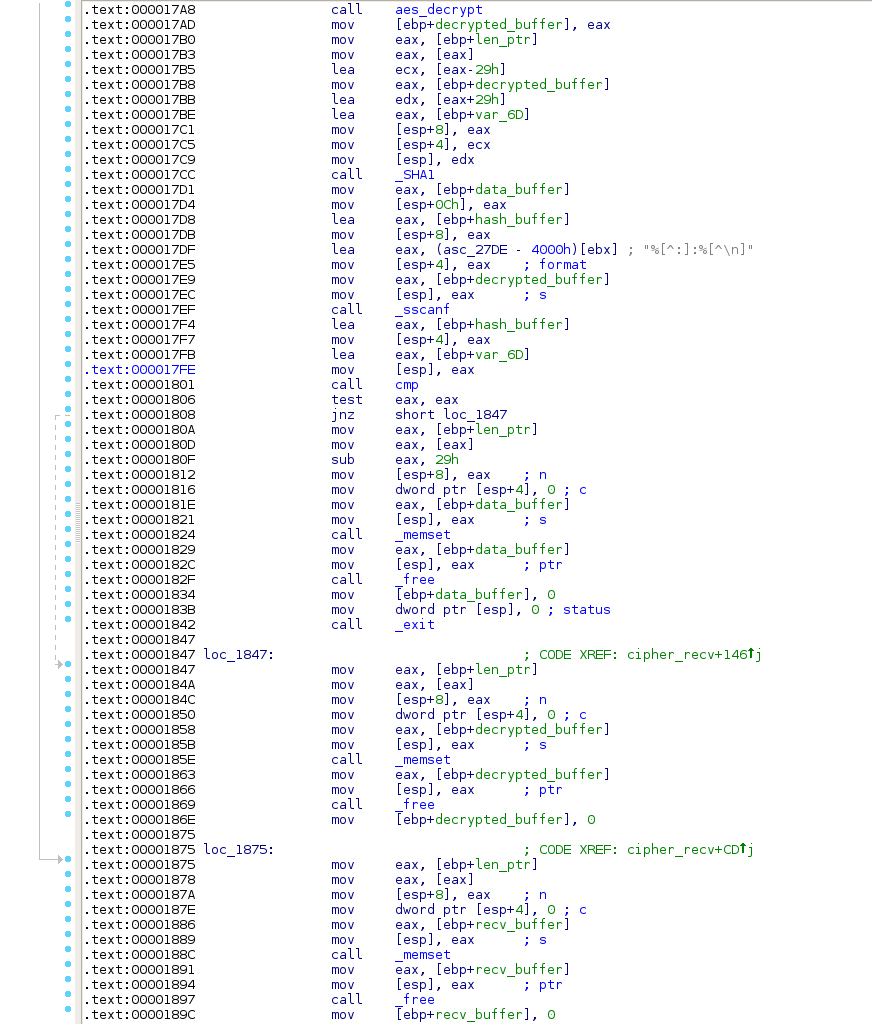 .text:000017A8 call aes_decrypt
.text:000017AD mov [ebp+decrypted_buffer], eax
.text:000017B0 mov eax, [ebp+len_ptr]
.text:000017B3 mov eax, [eax]
.text:000017B5 lea ecx, [eax-29h]
.text:000017B8 mov eax, [ebp+decrypted_buffer]
.text:000017BB lea edx, [eax+29h]
.text:000017BE lea eax, [ebp+var_6D]
.text:000017C1 mov [esp+8], eax
.text:000017C5 mov [esp+4], ecx
.text:000017C9 mov [esp], edx
.text:000017CC call _SHA1
.text:000017D1 mov eax, [ebp+data_buffer]
.text:000017D4 mov [esp+0Ch], eax
.text:000017D8 lea eax, [ebp+hash_buffer]
.text:000017DB mov [esp+8], eax
.text:000017DF lea eax, (asc_27DE - 4000h)[ebx] ; "%[^:]:%[^\n]"
.text:000017E5 mov [esp+4], eax ; format
.text:000017E9 mov eax, [ebp+decrypted_buffer]
.text:000017EC mov [esp], eax ; s
.text:000017EF call _sscanf
.text:000017F4 lea eax, [ebp+hash_buffer]
.text:000017F7 mov [esp+4], eax
.text:000017FB lea eax, [ebp+var_6D]
.text:000017FE mov [esp], eax
.text:00001801 call cmp
.text:00001806 test eax, eax
.text:00001808 jnz short loc_1847
.text:0000180A mov eax, [ebp+len_ptr]
.text:0000180D mov eax, [eax]
.text:0000180F sub eax, 29h
.text:00001812 mov [esp+8], eax ; n
.text:00001816 mov dword ptr [esp+4], 0 ; c
.text:0000181E mov eax, [ebp+data_buffer]
.text:00001821 mov [esp], eax ; s
.text:00001824 call _memset
.text:00001829 mov eax, [ebp+data_buffer]
.text:0000182C mov [esp], eax ; ptr
.text:0000182F call _free
.text:00001834 mov [ebp+data_buffer], 0
.text:0000183B mov dword ptr [esp], 0 ; status
.text:00001842 call _exit
.text:00001847
.text:00001847 loc_1847: ; CODE XREF: cipher_recv+146↑j
.text:00001847 mov eax, [ebp+len_ptr]
.text:0000184A mov eax, [eax]
.text:0000184C mov [esp+8], eax ; n
.text:00001850 mov dword ptr [esp+4], 0 ; c
.text:00001858 mov eax, [ebp+decrypted_buffer]
.text:0000185B mov [esp], eax ; s
.text:0000185E call _memset
.text:00001863 mov eax, [ebp+decrypted_buffer]
.text:00001866 mov [esp], eax ; ptr
.text:00001869 call _free
.text:0000186E mov [ebp+decrypted_buffer], 0
.text:00001875
.text:00001875 loc_1875: ; CODE XREF: cipher_recv+CD↑j
.text:00001875 mov eax, [ebp+len_ptr]
.text:00001878 mov eax, [eax]
.text:0000187A mov [esp+8], eax ; n
.text:0000187E mov dword ptr [esp+4], 0 ; c
.text:00001886 mov eax, [ebp+recv_buffer]
.text:00001889 mov [esp], eax ; s
.text:0000188C call _memset
.text:00001891 mov eax, [ebp+recv_buffer]
.text:00001894 mov [esp], eax ; ptr
.text:00001897 call _free
.text:0000189C mov [ebp+recv_buffer], 0